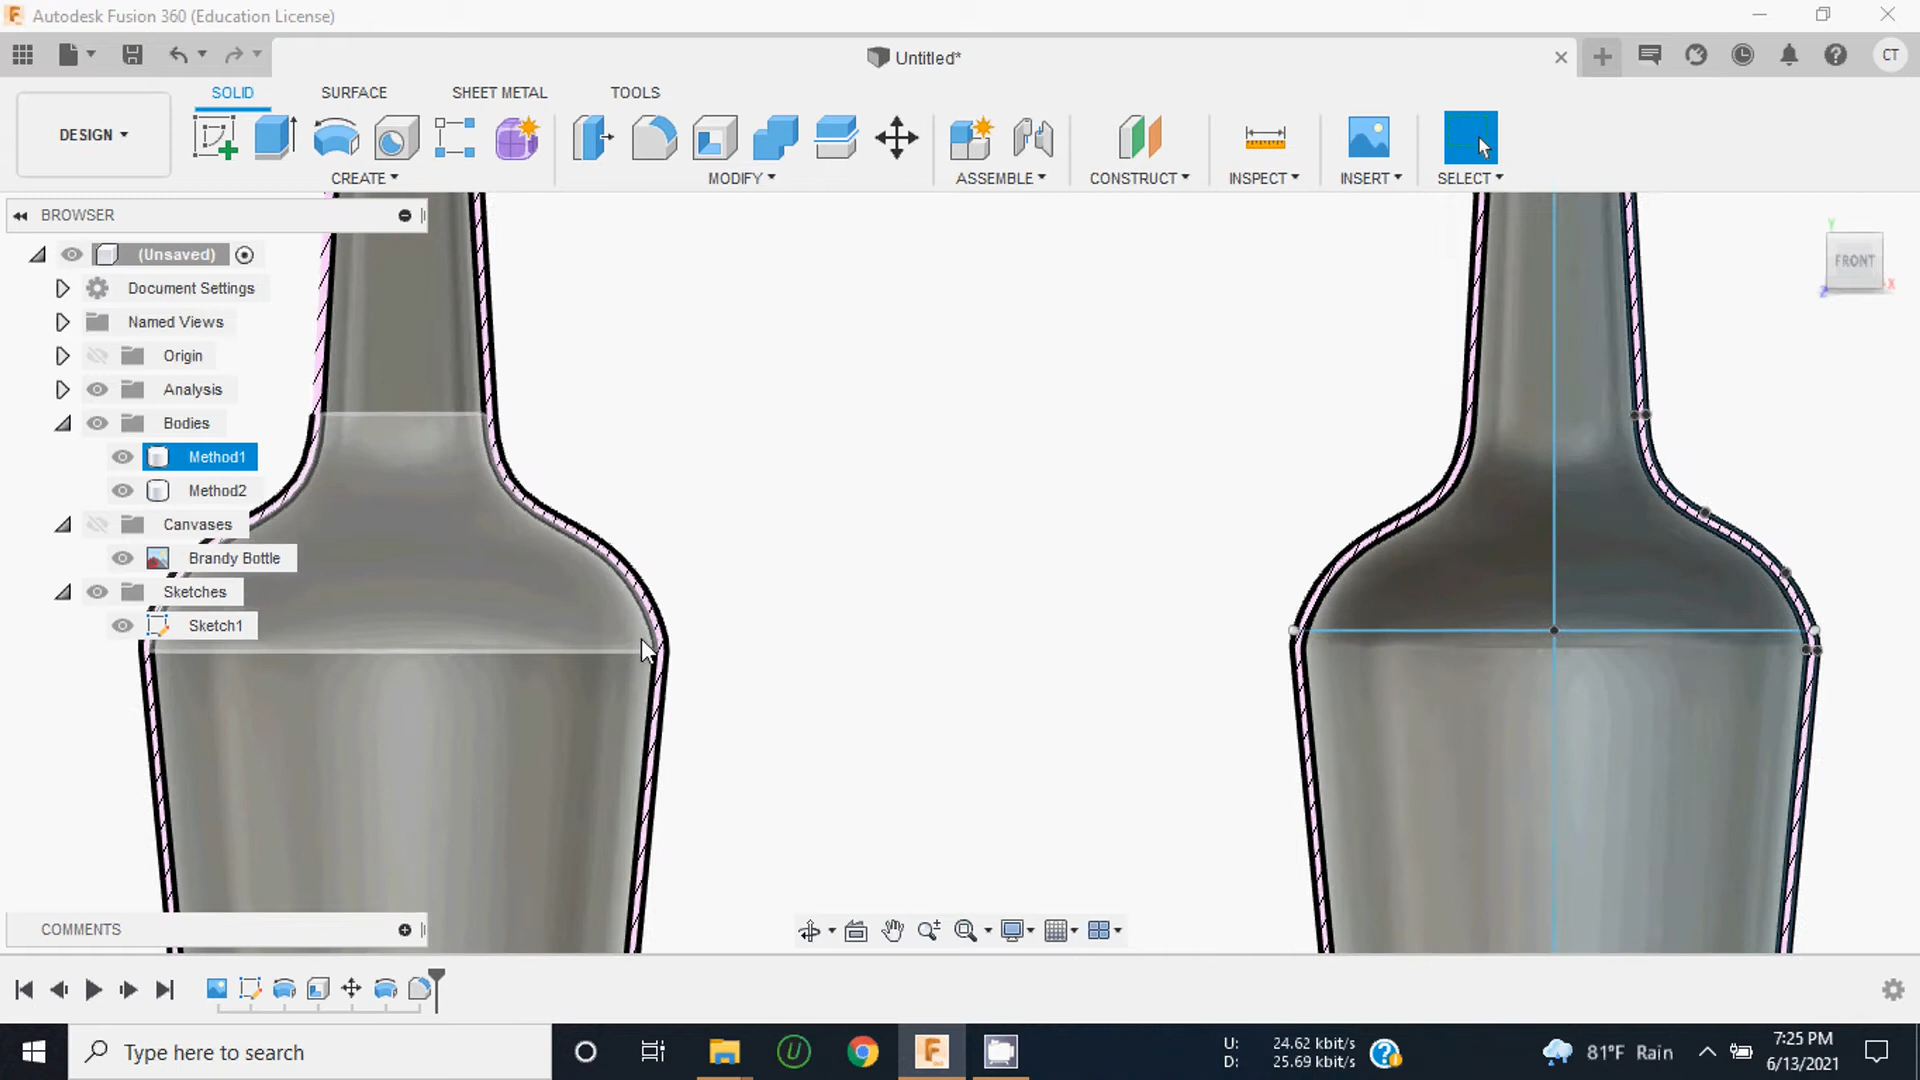 Autodesk Fusion 360 (Education License)
Untitled*
CT
DESIGN
SOLID
SURFACE
SHEET METAL
TOOLS
CREATE
MODIFY
ASSEMBLE
CONSTRUCT
INSPECT
INSERT
SELECT
BROWSER
(Unsaved)
Document Settings
Named Views
Origin
Analysis
Bodies
Method1
Method2
Canvases
Brandy Bottle
Sketches
Sketch1
Y
FRONT
X
Z
COMMENTS
Type here to search
U: 24.62 kbit/s
D: 25.69 kbit/s
81°F Rain
7:25 PM
6/13/2021